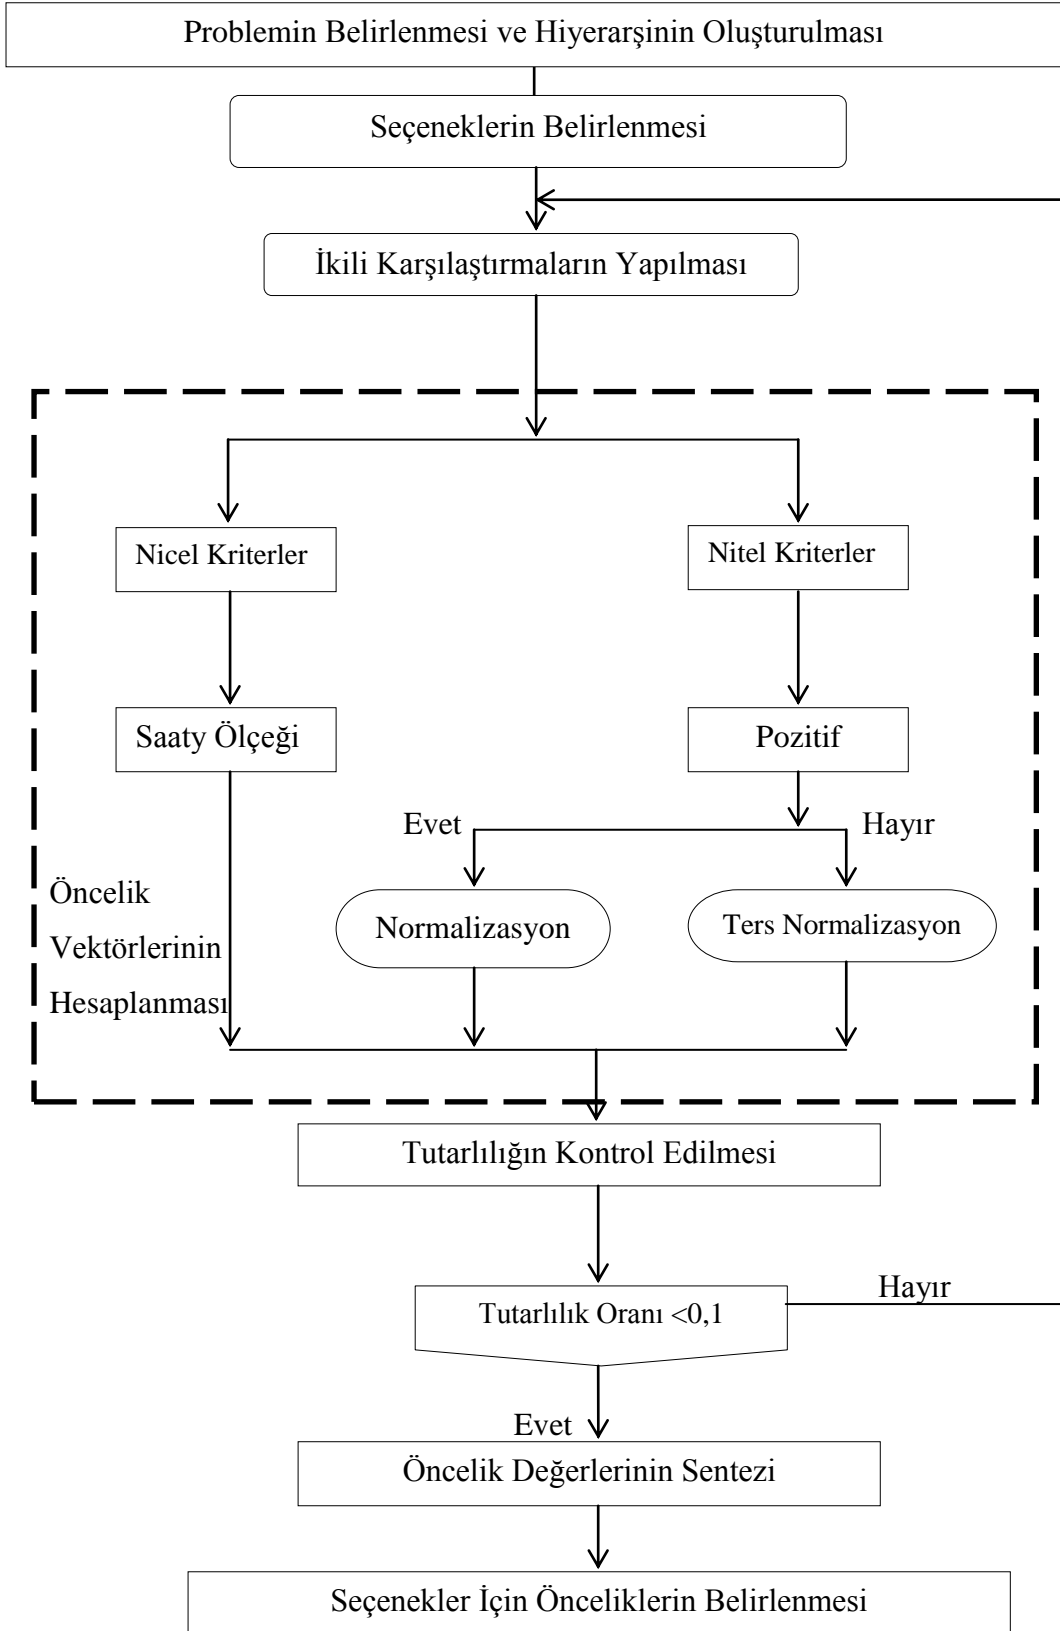 Problemin Belirlenmesi ve Hiyerarşinin Oluşturulması
Seçeneklerin Belirlenmesi
İkili Karşılaştırmaların Yapılması
Nicel Kriterler
Nitel Kriterler
Saaty Ölçeği
Pozitif
Evet
Hayır
Öncelik
Vektörlerinin
Hesaplanması
Normalizasyon
Ters Normalizasyon
Tutarlılığın Kontrol Edilmesi
Tutarlılık Oranı <0,1
Hayır
Evet
Öncelik Değerlerinin Sentezi
Seçenekler İçin Önceliklerin Belirlenmesi